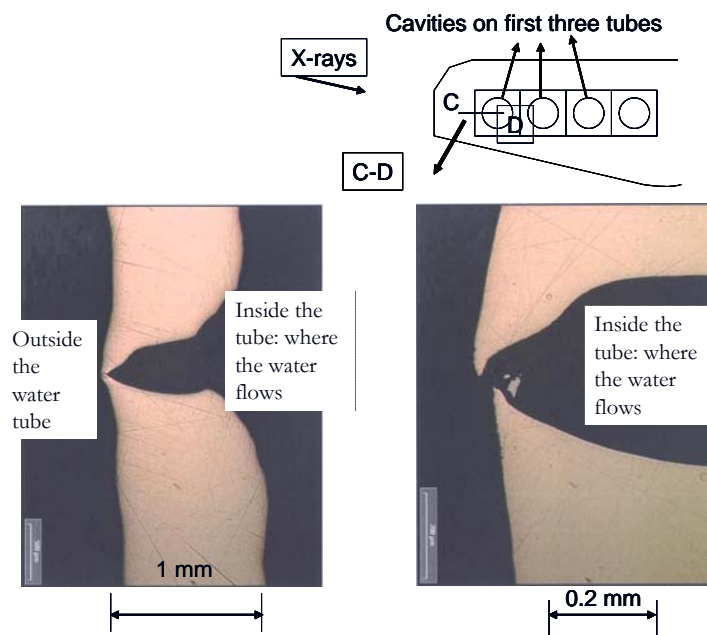 Cavities on first three tubes
X-rays
C
D
C-D
Outside
the
water
tube
Inside the
tube: where
the water
flows
Inside the
tube: where
the water
flows
1 mm
0.2 mm